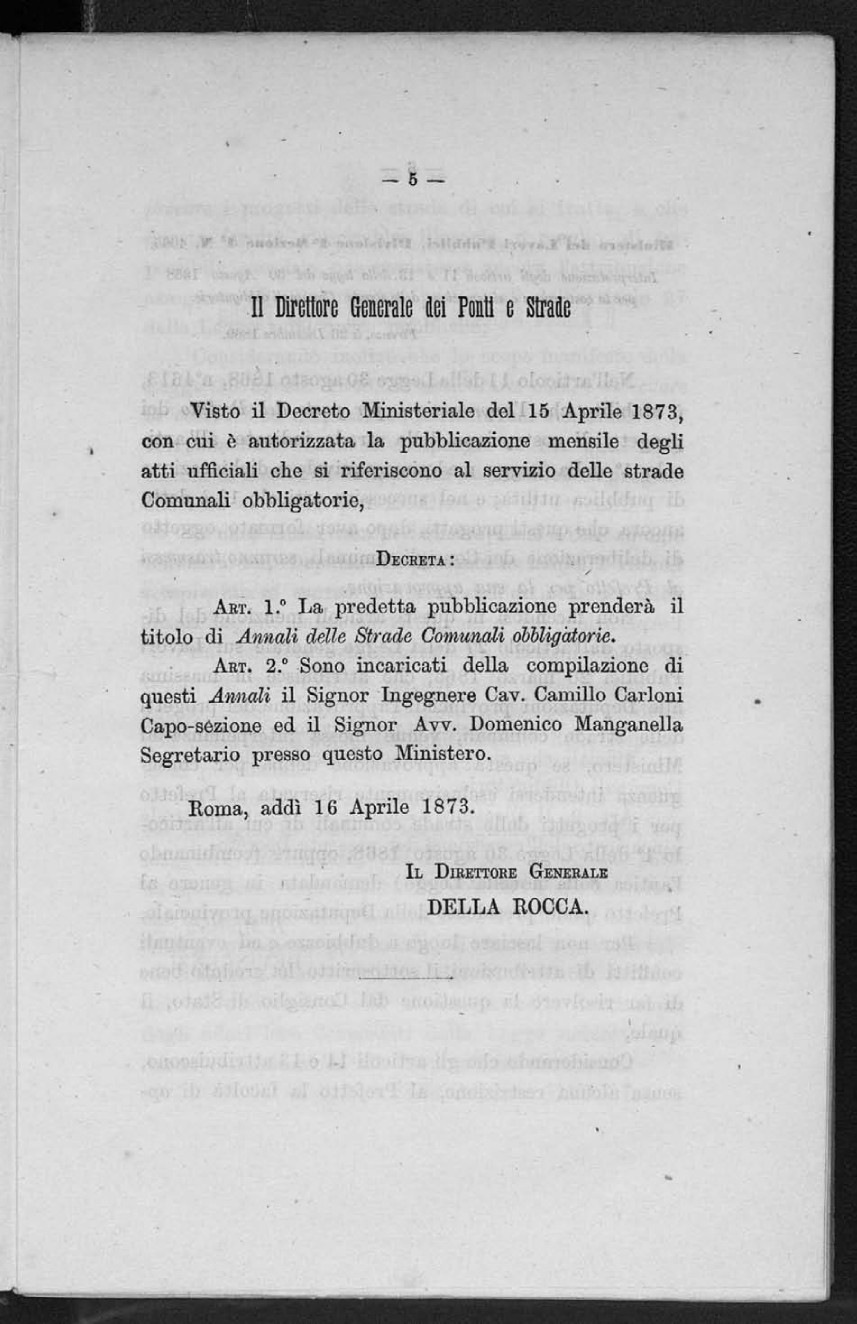 — 5 —
Il Direttore Generale dei Ponti e Strade
Visto il Decreto Ministeriale del 15 Aprile 1873,
con cui è autorizzata la pubblicazione mensile degli
atti ufficiali che si riferiscono al servizio delle strade
Comunali obbligatorie,
DECRETA:
ART. 1.° La predetta pubblicazione prenderà il
titolo di Annali delle Strade Comunali obbligatorie.
ART. 2.° Sono incaricati della compilazione di
questi Annali il Signor Ingegnere Cav. Camillo Carloni
Capo-sezione ed il Signor Avv. Domenico Manganella
Segretario presso questo Ministero.
Roma, addì 16 Aprile 1873.
IL DIRETTORE GENERALE
DELLA ROCCA.